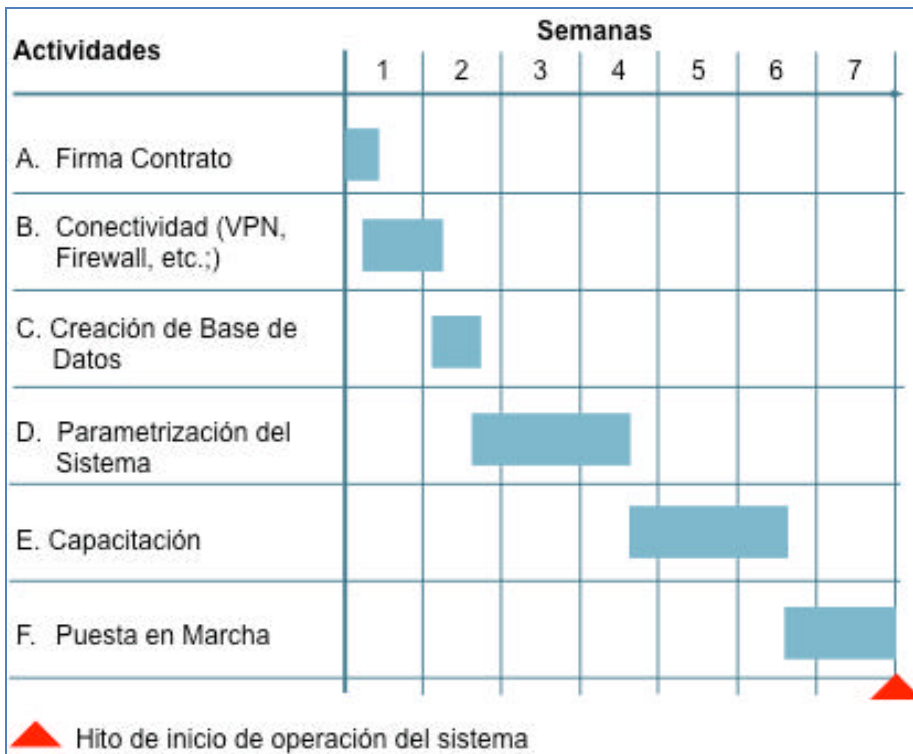 Semanas
Actividades
1 2 3 4 5 6 7
A. Firma Contrato
B. Conectividad (VPN,
Firewall, etc.;)
C. Creación de Base de
Datos
D. Parametrización del
Sistema
E. Capacitación
F. Puesta en Marcha
Hito de inicio de operación del sistema